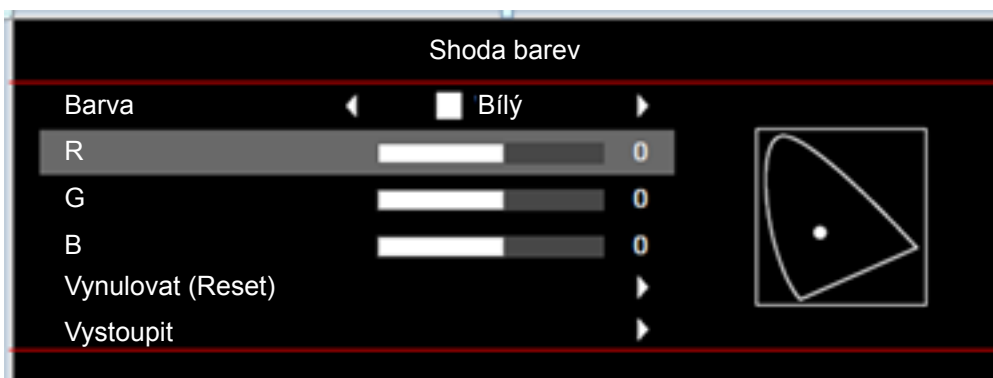 Shoda barev
Barva Bílý
R 0
G 0
B 0
Vynulovat (Reset)
Vystoupit